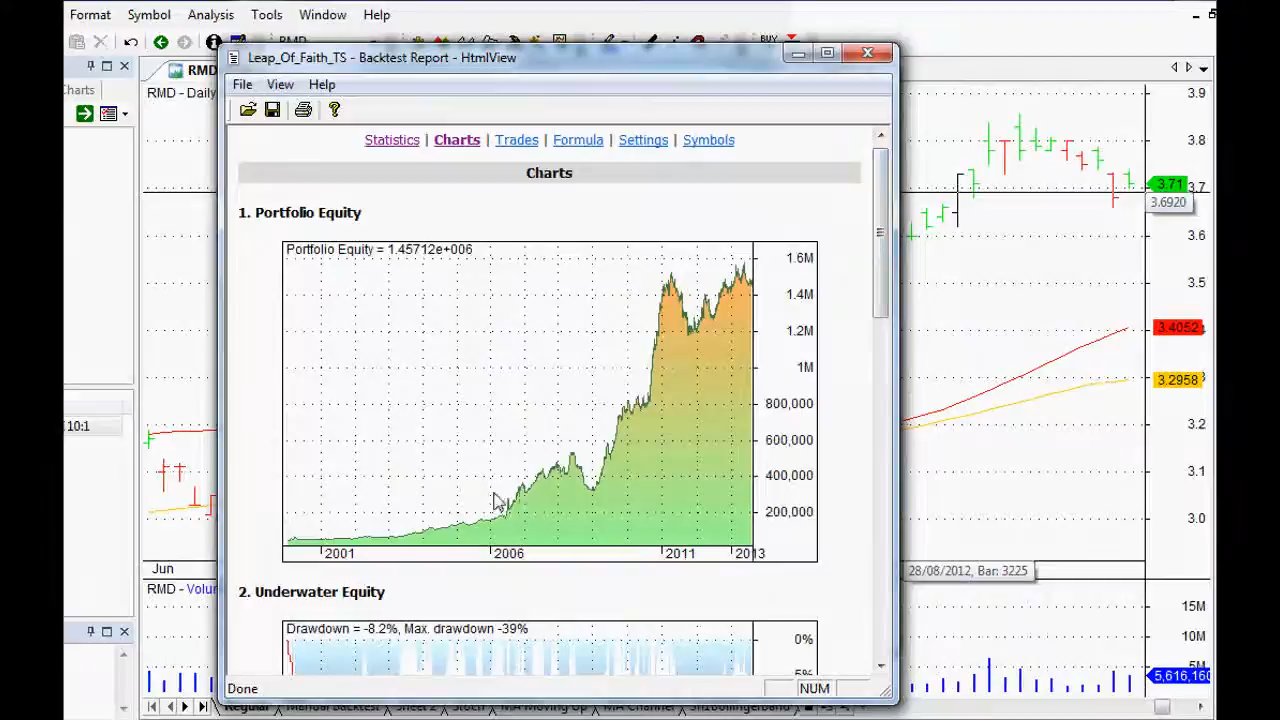 Format Symbol Analysis Tools Window Help
RMD
BUY
Leap_Of_Faith_TS - Backtest Report - HtmlView
File View Help
Statistics | Charts | Trades | Formula | Settings | Symbols
Charts
1. Portfolio Equity
Portfolio Equity = 1.45712e+006
1.6M
1.4M
1.2M
1M
800,000
600,000
400,000
200,000
2001 2006 2011 2013
2. Underwater Equity
Drawdown = -8.2%, Max. drawdown -39%
0%
Done
NUM
Charts
10:1
RMD
RMD - Daily
3.9
3.8
3.71
3.7
3.6920
3.6
3.5
3.4052
3.2958
3.2
3.1
3.0
Jun
28/08/2012, Bar: 3225
RMD - Volu
15M
10M
5M
5,616,160
Regular Manual Backtest Sheet 2 Stoch MA Moving Up MA Channel